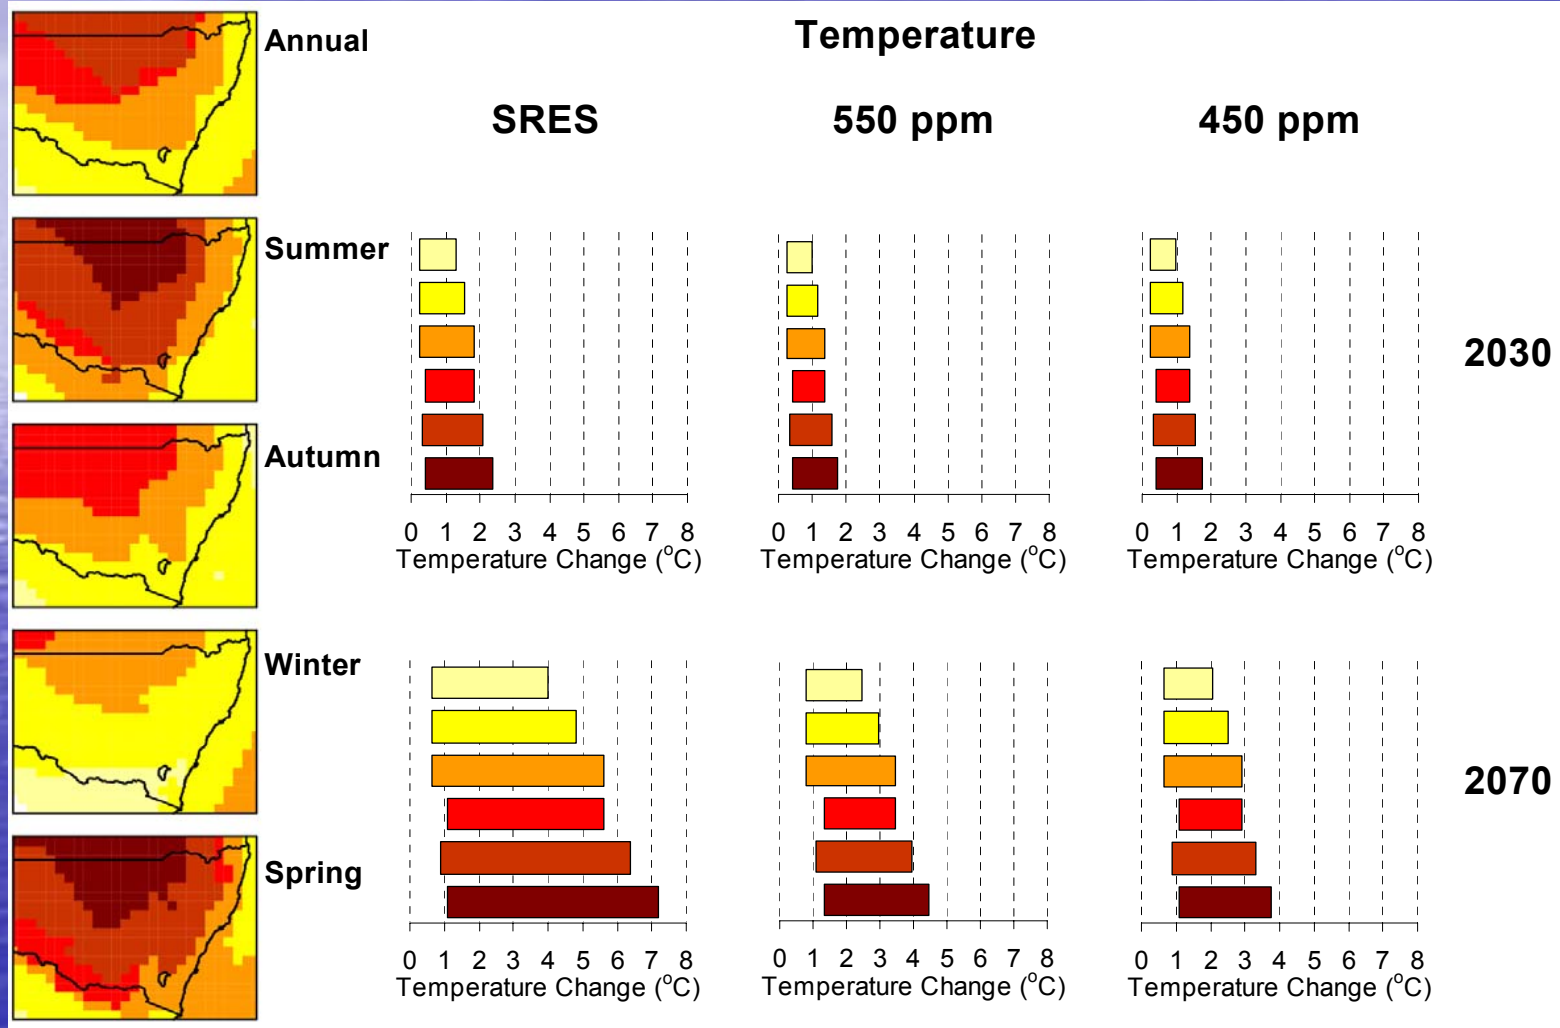 Temperature
SRES 550 ppm 450 ppm
Annual
Summer
Autumn
Winter
Spring
0 1 2 3 4 5 6 7 8
Temperature Change (°C)
0 1 2 3 4 5 6 7 8
Temperature Change (°C)
0 1 2 3 4 5 6 7 8
Temperature Change (°C)
2030
0 1 2 3 4 5 6 7 8
Temperature Change (°C)
0 1 2 3 4 5 6 7 8
Temperature Change (°C)
0 1 2 3 4 5 6 7 8
Temperature Change (°C)
2070